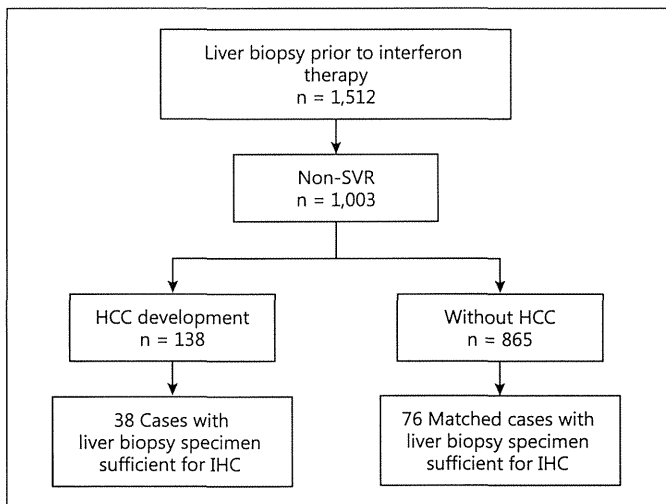 Liver biopsy prior to interferon
therapy
n = 1,512
Non-SVR
n = 1,003
HCC development
n = 138
Without HCC
n = 865
38 Cases with
liver biopsy specimen
sufficient for IHC
76 Matched cases with
liver biopsy specimen
sufficient for IHC